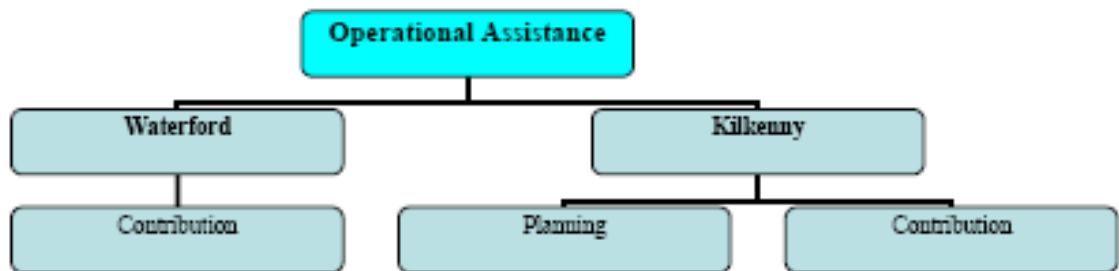 Operational Assistance
Waterford
Kilkenny
Contribution
Planning
Contribution